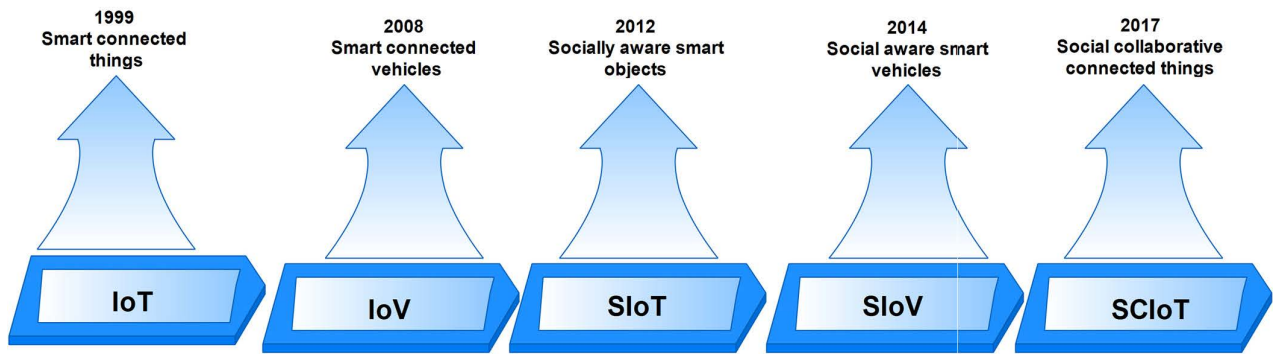 1999
Smart connected
things
2008
Smart connected
vehicles
2012
Socially aware smart
objects
2014
Social aware smart
vehicles
2017
Social collaborative
connected things
IoT
IoV
SIoT
SIoV
SCIoT